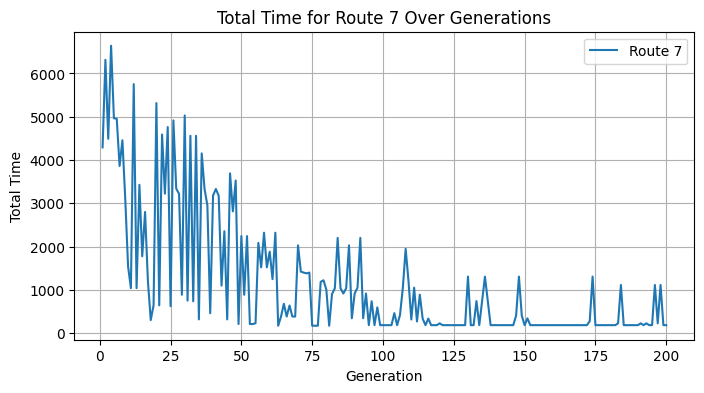 Total Time for Route 7 Over Generations
Route 7
Total Time
6000
5000
4000
3000
2000
1000
0
0 25 50 75 100 125 150 175 200
Generation